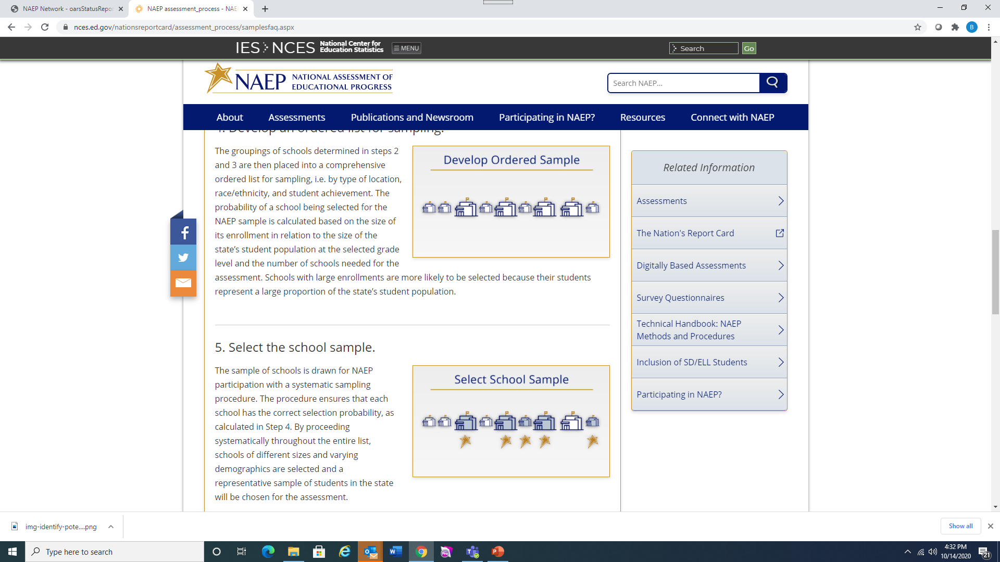 NAEP Network - oarsStatusRepor
NAEP assessment_process - NAE
nces.ed.gov/nationsreportcard/assessment_process/samplesfaq.aspx
B
IES NCES National Center for
Education Statistics
MENU
Search
Go
NAEP NATIONAL ASSESSMENT OF
EDUCATIONAL PROGRESS
Search NAEP...
About Assessments Publications and Newsroom Participating in NAEP? Resources Connect with NAEP
4. Develop an ordered list for sampling.
The groupings of schools determined in steps 2
and 3 are then placed into a comprehensive
ordered list for sampling, i.e. by type of location,
race/ethnicity, and student achievement. The
probability of a school being selected for the
NAEP sample is calculated based on the size of
its enrollment in relation to the size of the
state’s student population at the selected grade
level and the number of schools needed for the
assessment. Schools with large enrollments are more likely to be selected because their students
represent a large proportion of the state’s student population.
Develop Ordered Sample
5. Select the school sample.
The sample of schools is drawn for NAEP
participation with a systematic sampling
procedure. The procedure ensures that each
school has the correct selection probability, as
calculated in Step 4. By proceeding
systematically throughout the entire list,
schools of different sizes and varying
demographics are selected and a
representative sample of students in the state
will be chosen for the assessment.
Select School Sample
Related Information
Assessments
The Nation's Report Card
Digitally Based Assessments
Survey Questionnaires
Technical Handbook: NAEP
Methods and Procedures
Inclusion of SD/ELL Students
Participating in NAEP?
img-identify-pote....png
Show all
Type here to search
4:32 PM
10/14/2020
21